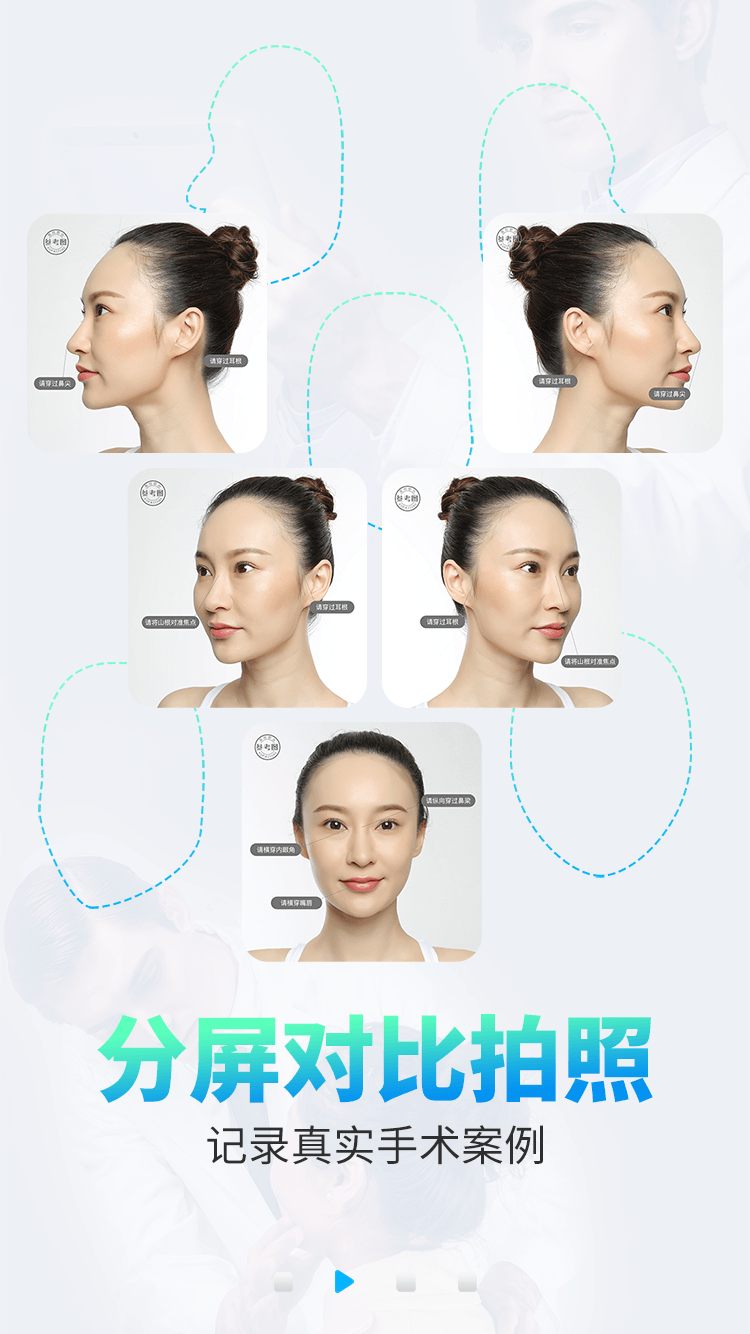 参考图
参考图
请穿过耳根
请穿过鼻尖
请穿过耳根
请穿过鼻尖
参考图
参考图
请穿过耳根
请将山根对准焦点
请穿过耳根
请将山根对准焦点
参考图
请纵向穿过鼻梁
请横穿内眼角
请横穿嘴唇
分屏对比拍照
记录真实手术案例